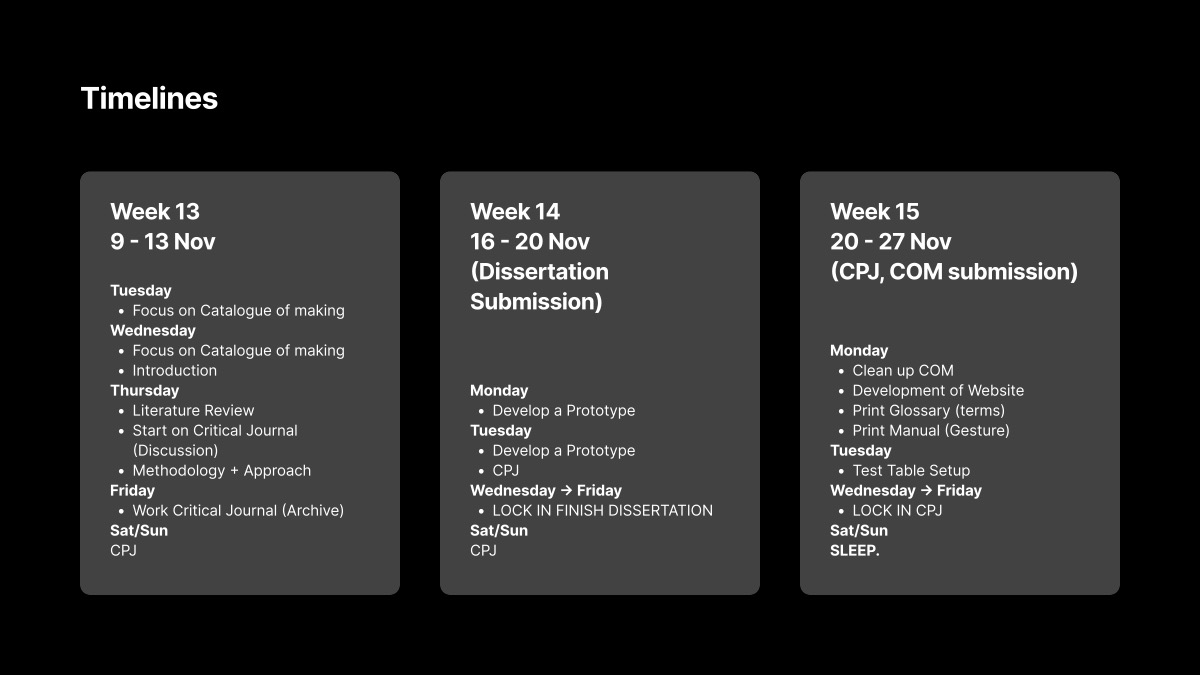 Timelines
Week 13
9 - 13 Nov
Tuesday
• Focus on Catalogue of making
Wednesday
• Focus on Catalogue of making
• Introduction
Thursday
• Literature Review
• Start on Critical Journal
(Discussion)
• Methodology + Approach
Friday
• Work Critical Journal (Archive)
Sat/Sun
CPJ
Week 14
16 - 20 Nov
(Dissertation
Submission)
Monday
• Develop a Prototype
Tuesday
• Develop a Prototype
• CPJ
Wednesday → Friday
• LOCK IN FINISH DISSERTATION
Sat/Sun
CPJ
Week 15
20 - 27 Nov
(CPJ, COM submission)
Monday
• Clean up COM
• Development of Website
• Print Glossary (terms)
• Print Manual (Gesture)
Tuesday
• Test Table Setup
Wednesday → Friday
• LOCK IN CPJ
Sat/Sun
SLEEP.